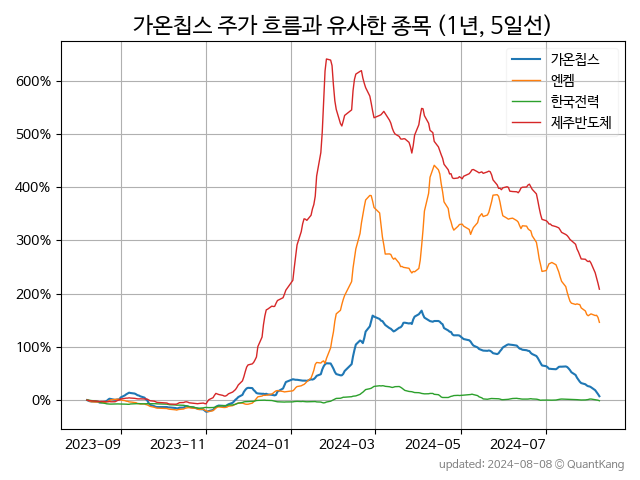 가온칩스 주가 흐름과 유사한 종목 (1년, 5일선)
가온칩스
엔켐
한국전력
제주반도체
600%
500%
400%
300%
200%
100%
0%
2023-09
2023-11
2024-01
2024-03
2024-05
2024-07
updated: 2024-08-08 © QuantKang